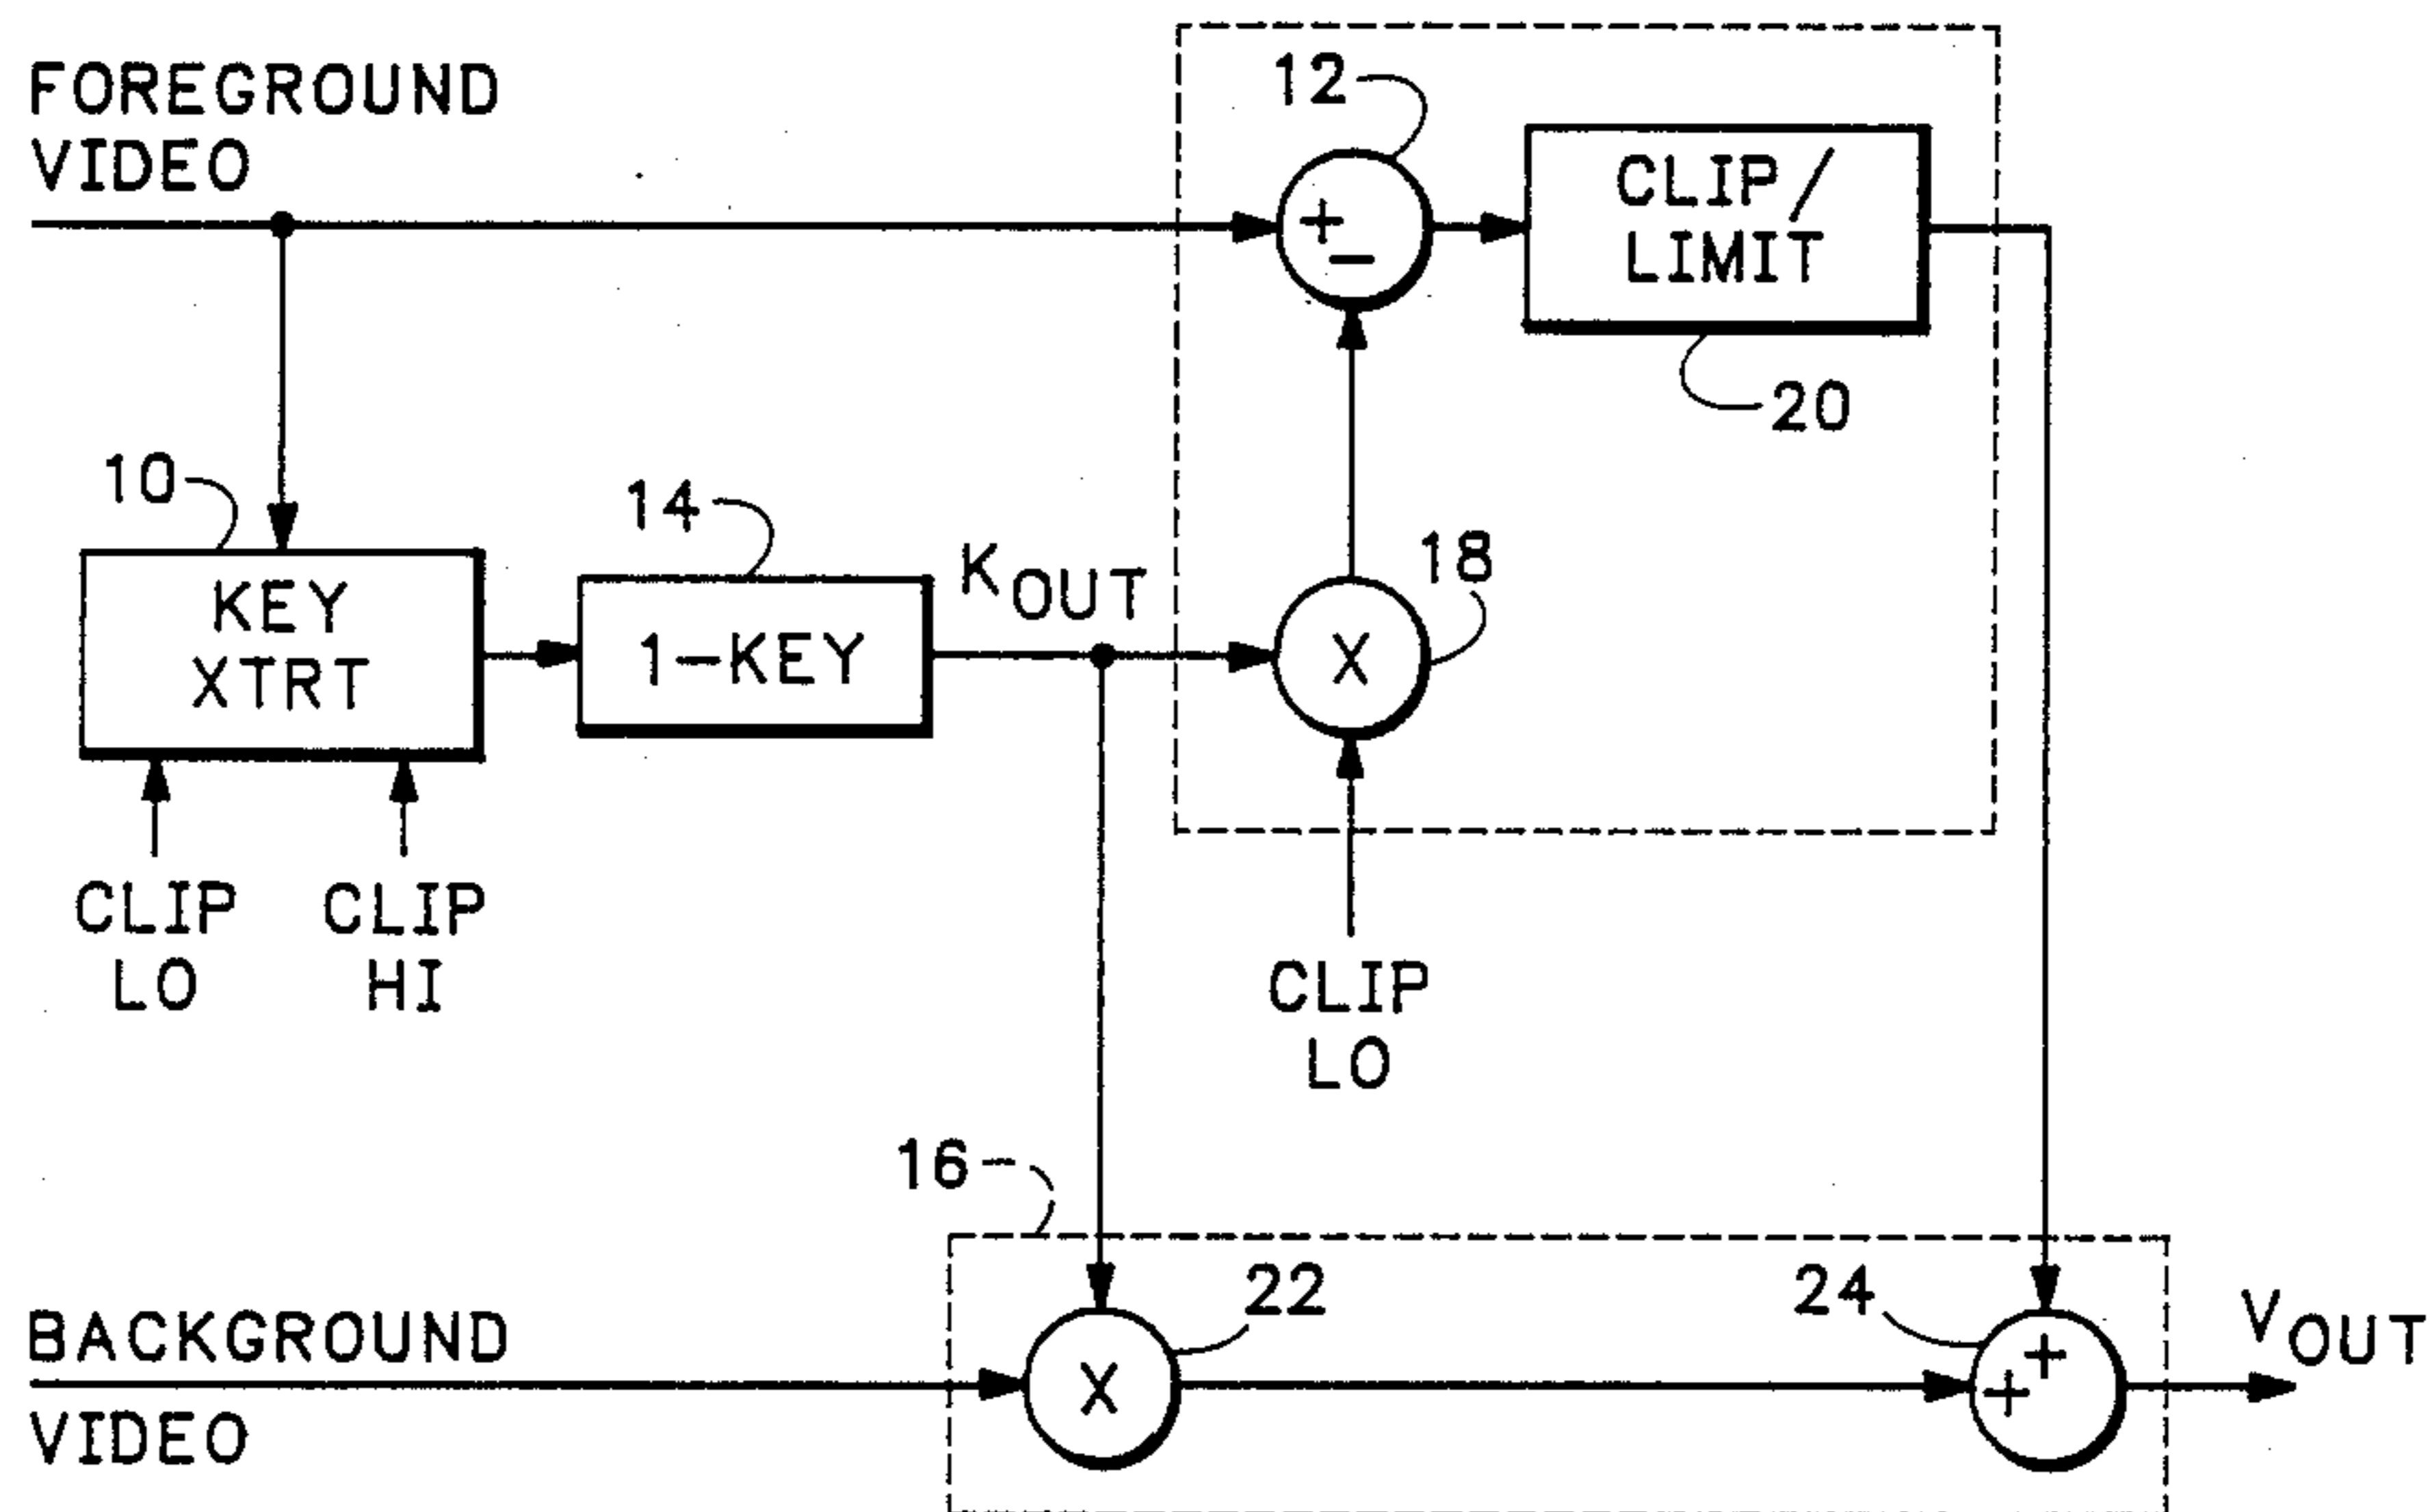 FOREGROUND
VIDEO
12
+
−
CLIP/
LIMIT
20
10
KEY
XTRT
14
1-KEY
KOUT
18
X
CLIP
LO
CLIP
HI
CLIP
LO
16
BACKGROUND
VIDEO
22
X
24
+
+
VOUT